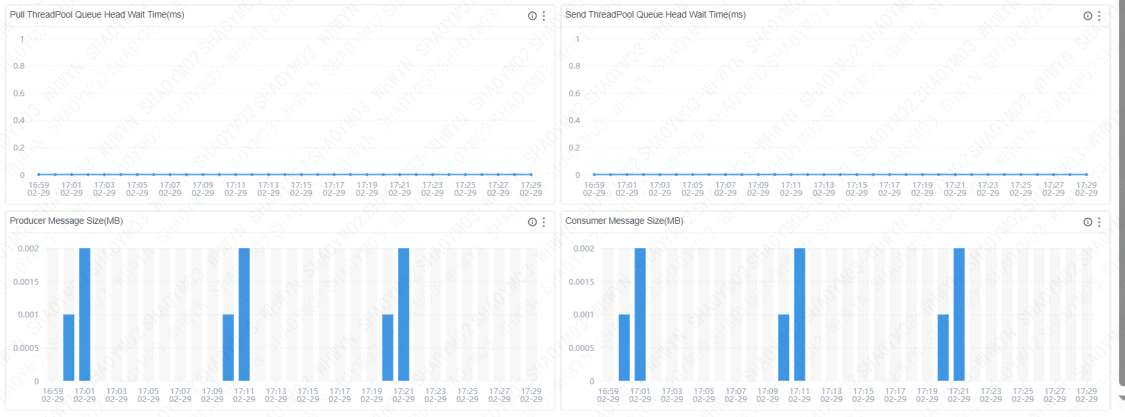 Pull ThreadPool Queue Head Wait Time(ms)
1
0.8
0.6
0.4
0.2
0
16:59 17:01 17:03 17:05 17:07 17:09 17:11 17:13 17:15 17:17 17:19 17:21 17:23 17:25 17:27 17:29
02-29 02-29 02-29 02-29 02-29 02-29 02-29 02-29 02-29 02-29 02-29 02-29 02-29 02-29 02-29 02-29
Send ThreadPool Queue Head Wait Time(ms)
1
0.8
0.6
0.4
0.2
0
16:59 17:01 17:03 17:05 17:07 17:09 17:11 17:13 17:15 17:17 17:19 17:21 17:23 17:25 17:27 17:29
02-29 02-29 02-29 02-29 02-29 02-29 02-29 02-29 02-29 02-29 02-29 02-29 02-29 02-29 02-29 02-29
Producer Message Size(MB)
0.002
0.0015
0.001
0.0005
0
16:59 17:01 17:03 17:05 17:07 17:09 17:11 17:13 17:15 17:17 17:19 17:21 17:23 17:25 17:27 17:29
02-29 02-29 02-29 02-29 02-29 02-29 02-29 02-29 02-29 02-29 02-29 02-29 02-29 02-29 02-29 02-29
Consumer Message Size(MB)
0.002
0.0015
0.001
0.0005
0
16:59 17:01 17:03 17:05 17:07 17:09 17:11 17:13 17:15 17:17 17:19 17:21 17:23 17:25 17:27 17:29
02-29 02-29 02-29 02-29 02-29 02-29 02-29 02-29 02-29 02-29 02-29 02-29 02-29 02-29 02-29 02-29